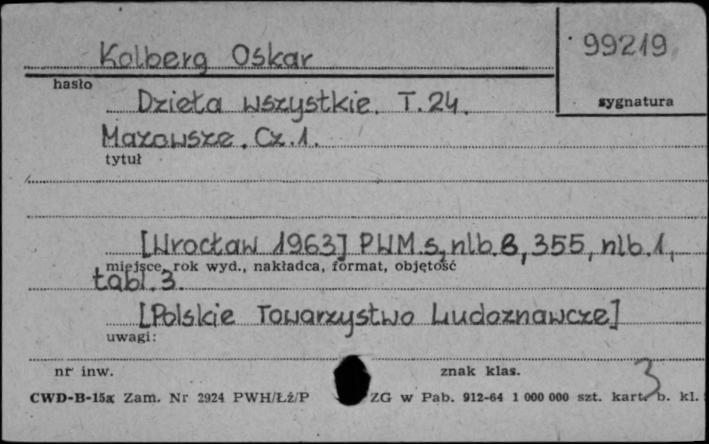 Kolberg Oskar
99219
hasło
sygnatura
Dzieła wszystkie. T.24.
Mazowsze. Cz.1.
tytuł
[Wrocław 1963] PWM s, nlb. 8, 355, nlb. 1,
miejsce, rok wyd., nakładca, format, objętość
tabl. 3.
[Polskie Towarzystwo Ludoznawcze]
uwagi:
nr inw.
znak klas.
3
CWD-B-15a Zam. Nr 2924 PWH/Łź/P ZG w Pab. 912-64 1 000 000 szt. kart. b. kl.